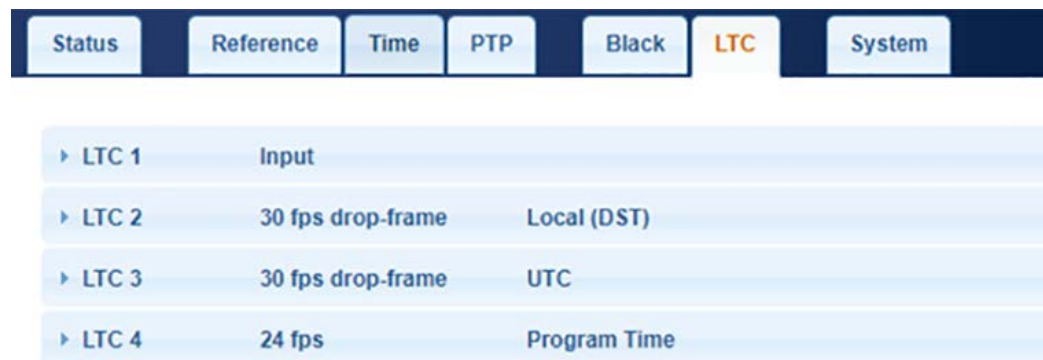 Status Reference Time PTP Black LTC System
LTC 1 Input
LTC 2 30 fps drop-frame Local (DST)
LTC 3 30 fps drop-frame UTC
LTC 4 24 fps Program Time